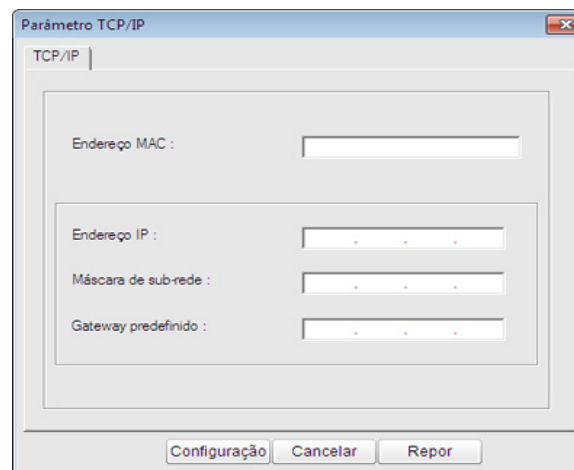 Parâmetro TCP/IP
TCP/IP
Endereço MAC :
Endereço IP :
. . .
Máscara de sub-rede :
. . .
Gateway predefinido :
. . .
Configuração Cancelar Repor